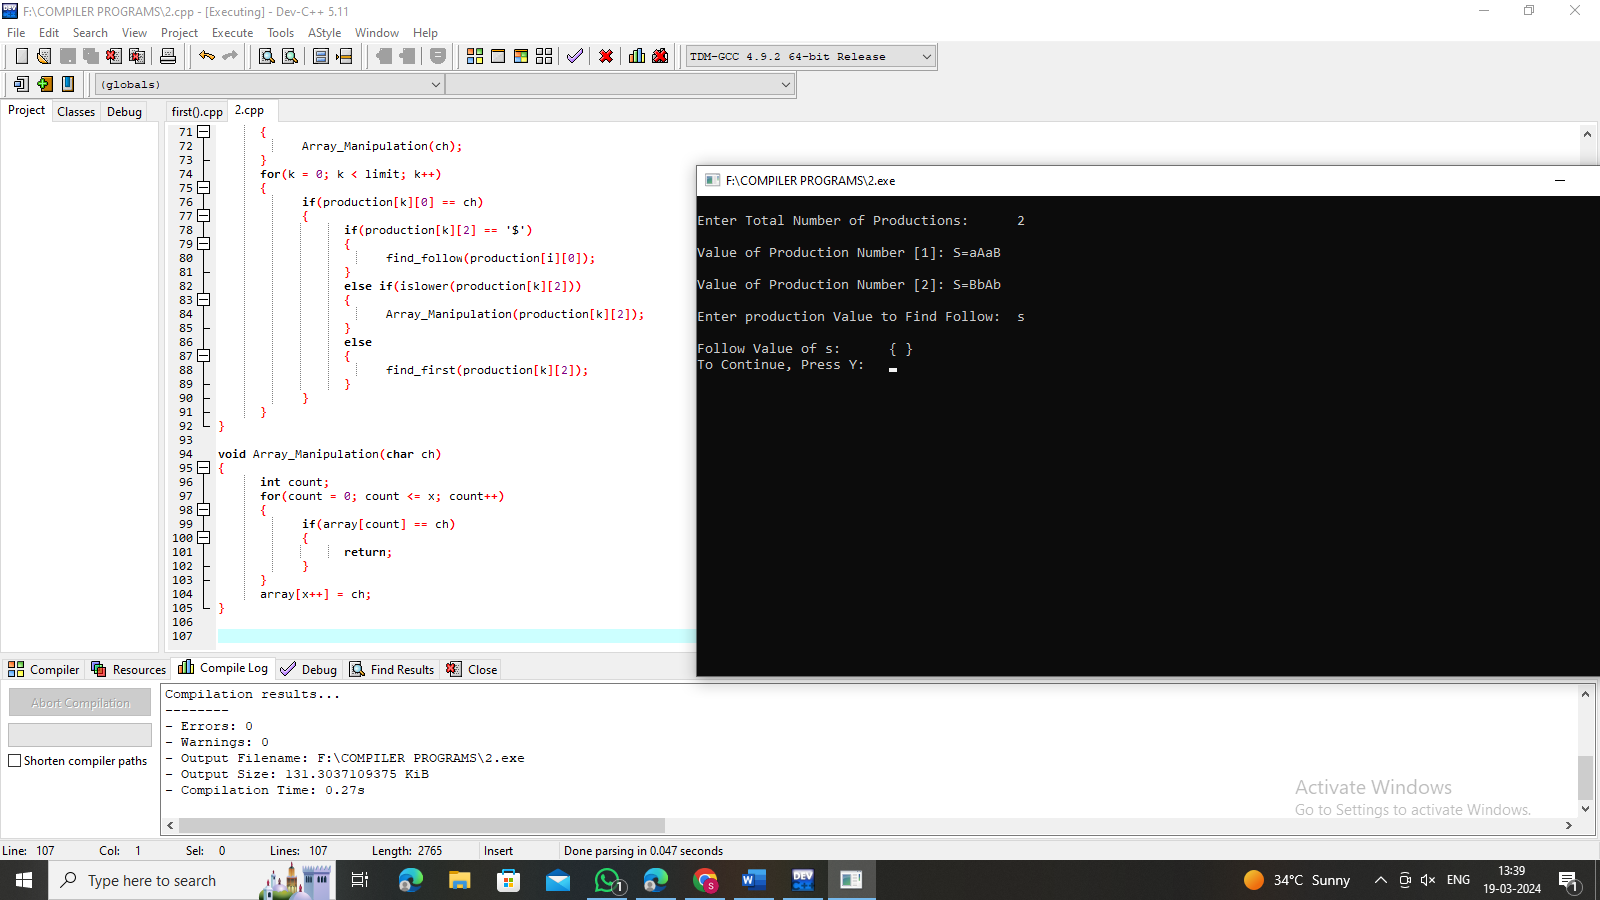 F:\COMPILER PROGRAMS\2.cpp - [Executing] - Dev-C++ 5.11
File Edit Search View Project Execute Tools AStyle Window Help
TDM-GCC 4.9.2 64-bit Release
(globals)
Project Classes Debug
first().cpp 2.cpp
71 {
72 Array_Manipulation(ch);
73 }
74 for(k = 0; k < limit; k++)
75 {
76 if(production[k][0] == ch)
77 {
78 if(production[k][2] == '$')
79 {
80 find_follow(production[i][0]);
81 }
82 else if(islower(production[k][2]))
83 {
84 Array_Manipulation(production[k][2]);
85 }
86 else
87 {
88 find_first(production[k][2]);
89 }
90 }
91 }
92 }
93
94 void Array_Manipulation(char ch)
95 {
96 int count;
97 for(count = 0; count <= x; count++)
98 {
99 if(array[count] == ch)
100 {
101 return;
102 }
103 }
104 array[x++] = ch;
105 }
106
107
F:\COMPILER PROGRAMS\2.exe
Enter Total Number of Productions: 2
Value of Production Number [1]: S=aAaB
Value of Production Number [2]: S=BbAb
Enter production Value to Find Follow: s
Follow Value of s: { }
To Continue, Press Y:
Compiler Resources Compile Log Debug Find Results Close
Abort Compilation
Shorten compiler paths
Compilation results...
--------
- Errors: 0
- Warnings: 0
- Output Filename: F:\COMPILER PROGRAMS\2.exe
- Output Size: 131.3037109375 KiB
- Compilation Time: 0.27s
Activate Windows
Go to Settings to activate Windows.
Line: 107 Col: 1 Sel: 0 Lines: 107 Length: 2765 Insert Done parsing in 0.047 seconds
Type here to search
1
S
W
DEV
34°C Sunny
ENG
13:39
19-03-2024
1